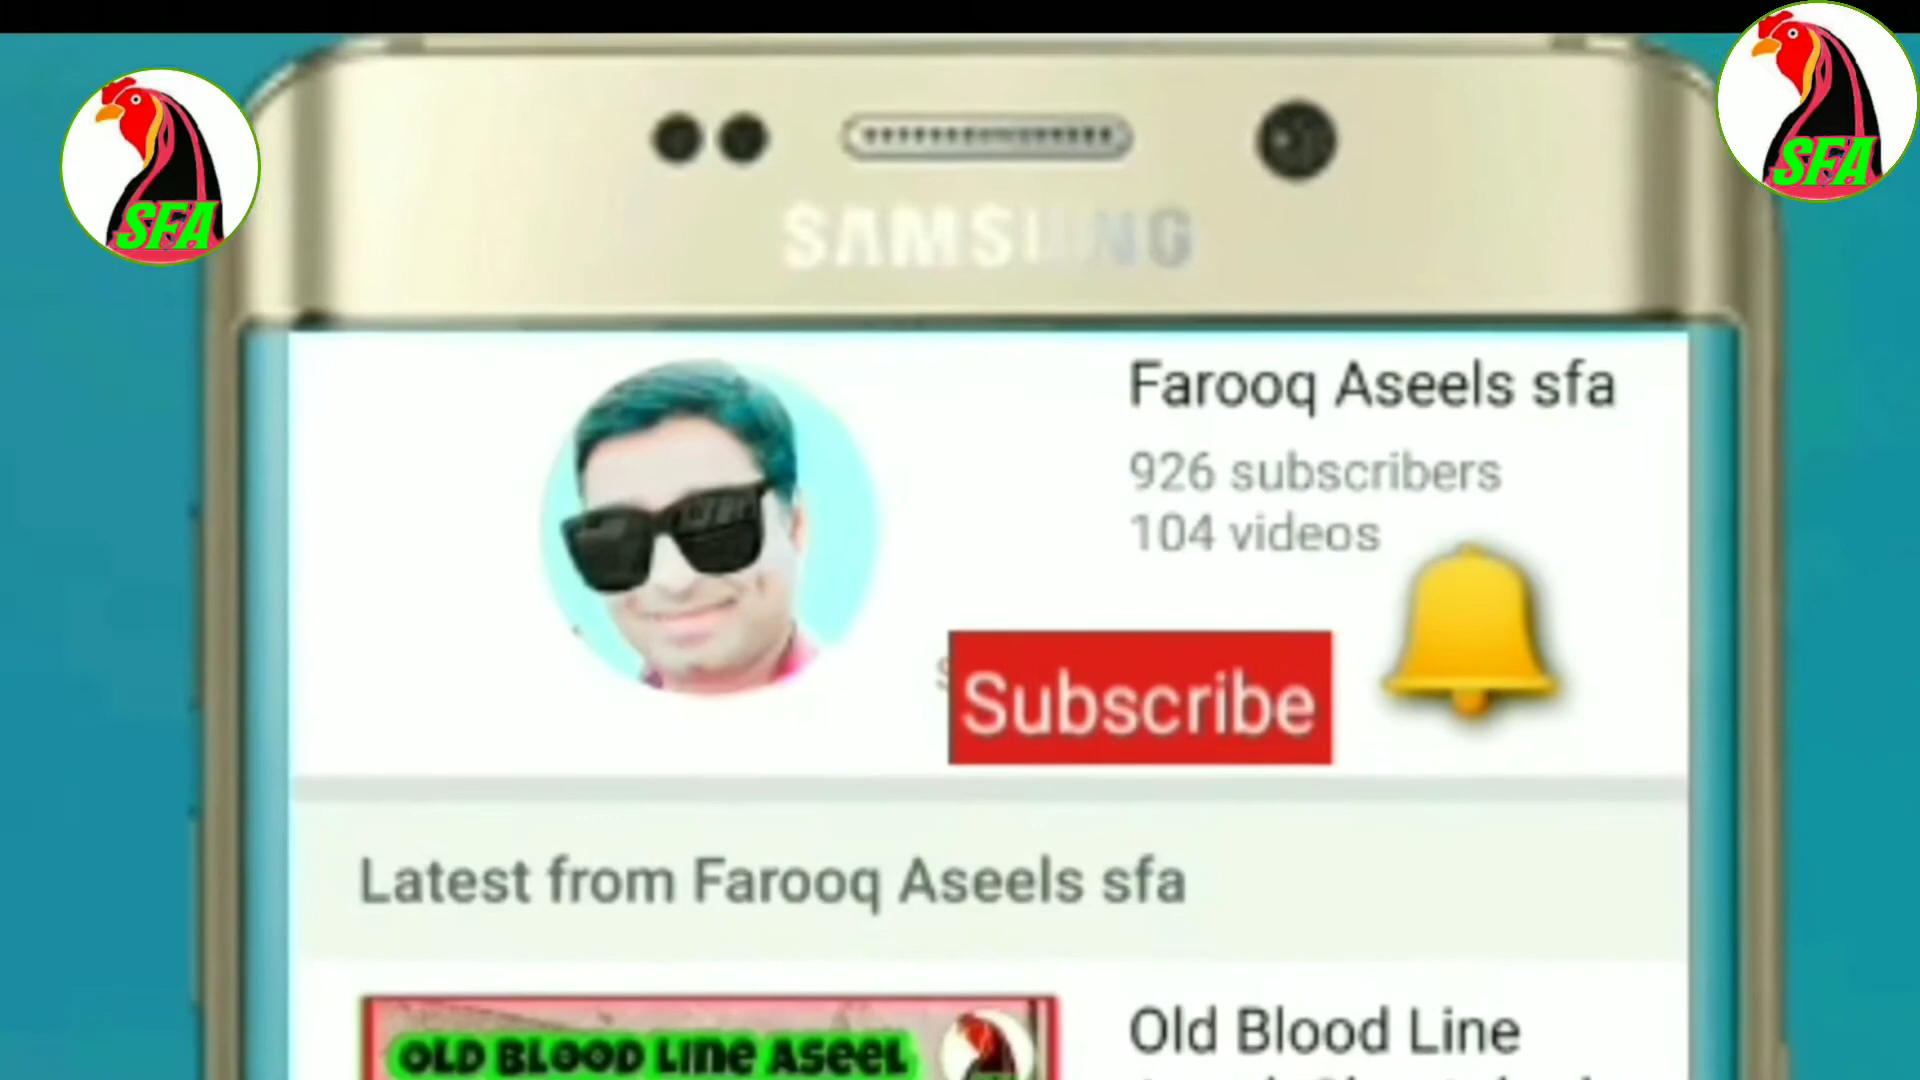 SFA
SFA
SAMSUNG
Farooq Aseels sfa
926 subscribers
104 videos
Subscribe
Latest from Farooq Aseels sfa
OLD BLOOD Line Aseel
Old Blood Line